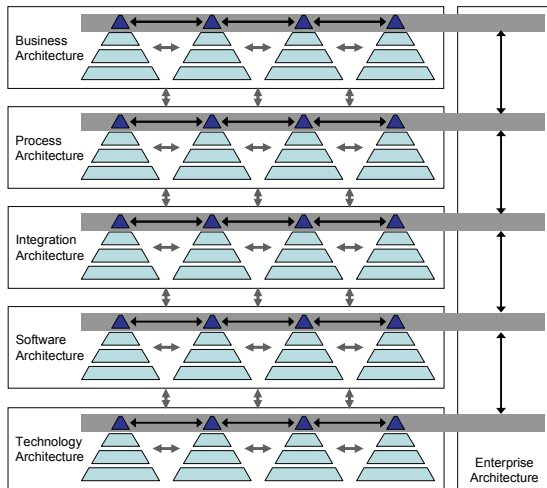 Business
Architecture
Process
Architecture
Integration
Architecture
Software
Architecture
Technology
Architecture
Enterprise
Architecture